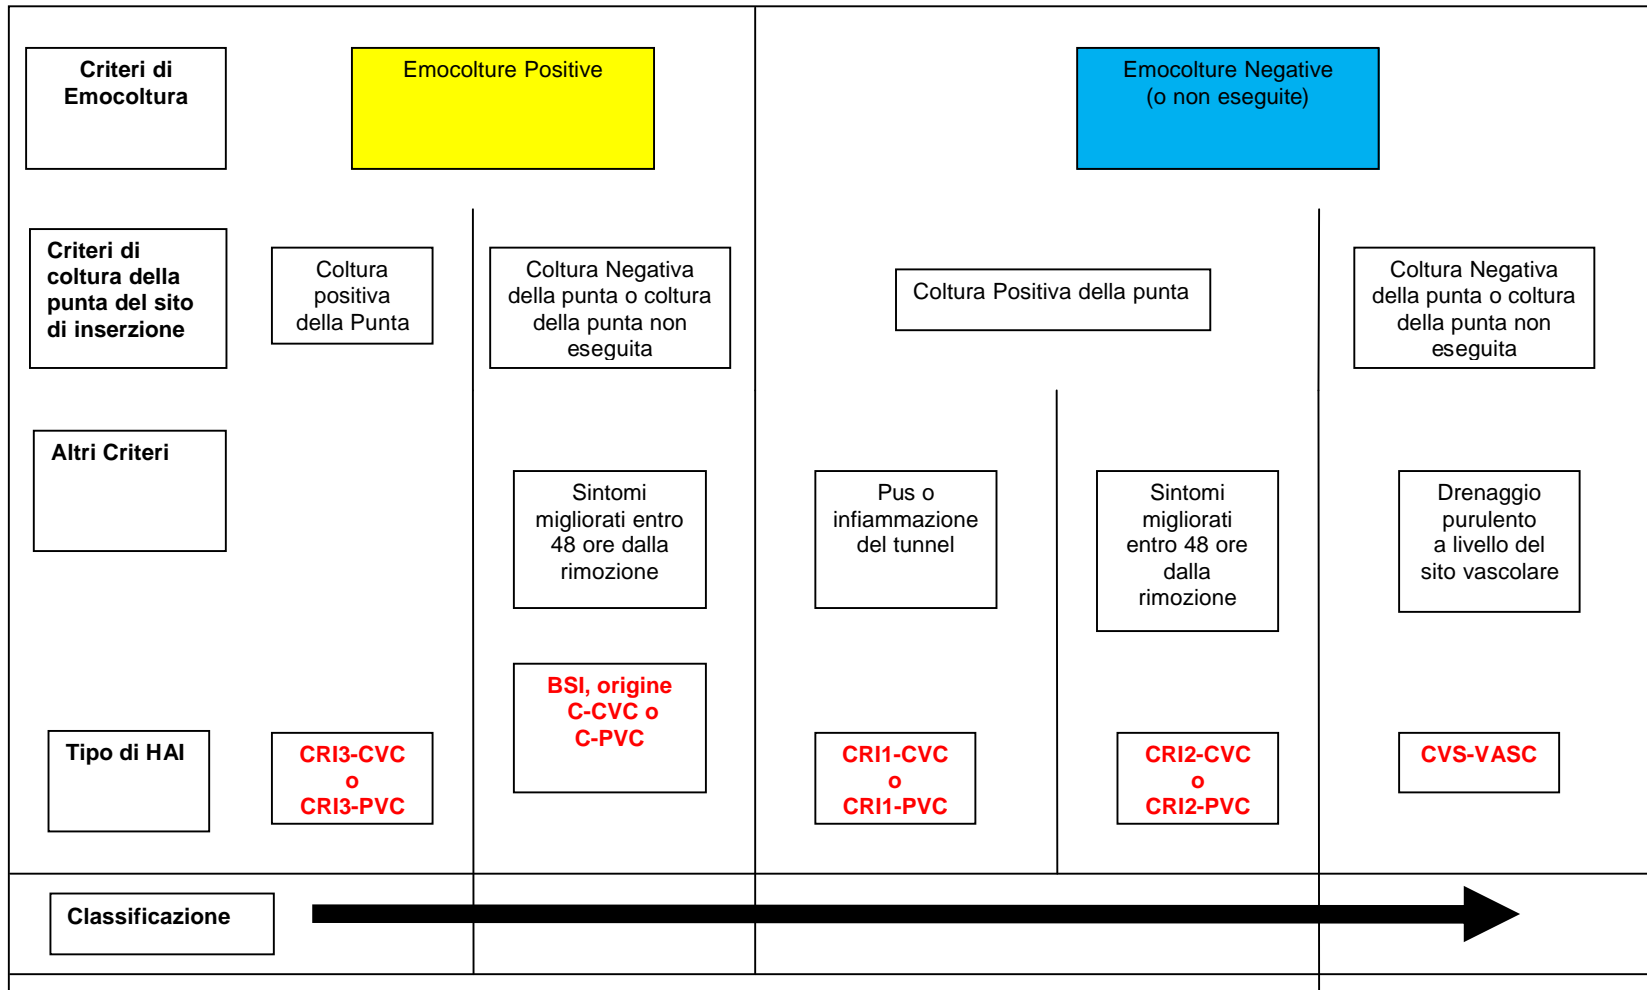 Criteri di
Emocoltura
Emocolture Positive
Emocolture Negative
(o non eseguite)
Criteri di
coltura della
punta del sito
di inserzione
Coltura
positiva
della Punta
Coltura Negativa
della punta o coltura
della punta non
eseguita
Coltura Positiva della punta
Coltura Negativa
della punta o coltura
della punta non
eseguita
Altri Criteri
Sintomi
migliorati entro
48 ore dalla
rimozione
Pus o
infiammazione
del tunnel
Sintomi
migliorati
entro 48 ore
dalla
rimozione
Drenaggio
purulento
a livello del
sito vascolare
Tipo di HAI
CRI3-CVC
o
CRI3-PVC
BSI, origine
C-CVC o
C-PVC
CRI1-CVC
o
CRI1-PVC
CRI2-CVC
o
CRI2-PVC
CVS-VASC
Classificazione